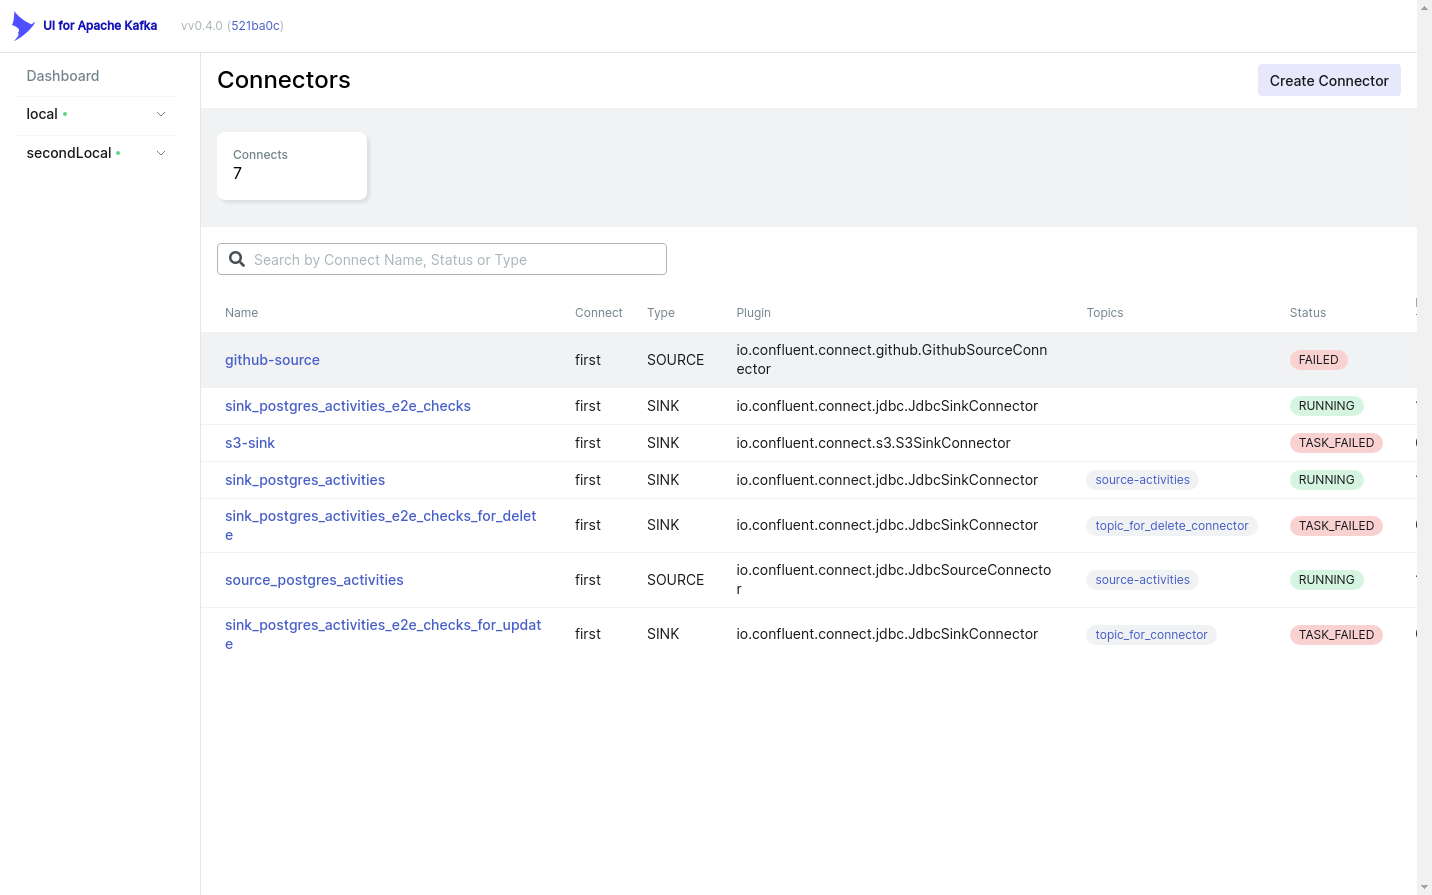 UI for Apache Kafka
vv0.4.0 (521ba0c)
Dashboard
local
secondLocal
Connectors
Create Connector
Connects
7
Search by Connect Name, Status or Type
Name Connect Type Plugin Topics Status
github-source first SOURCE io.confluent.connect.github.GithubSourceConn
ector
FAILED
sink_postgres_activities_e2e_checks first SINK io.confluent.connect.jdbc.JdbcSinkConnector RUNNING
s3-sink first SINK io.confluent.connect.s3.S3SinkConnector TASK_FAILED
sink_postgres_activities first SINK io.confluent.connect.jdbc.JdbcSinkConnector source-activities RUNNING
sink_postgres_activities_e2e_checks_for_delet
e
first SINK io.confluent.connect.jdbc.JdbcSinkConnector topic_for_delete_connector TASK_FAILED
source_postgres_activities first SOURCE io.confluent.connect.jdbc.JdbcSourceConnecto
r
source-activities RUNNING
sink_postgres_activities_e2e_checks_for_updat
e
first SINK io.confluent.connect.jdbc.JdbcSinkConnector topic_for_connector TASK_FAILED